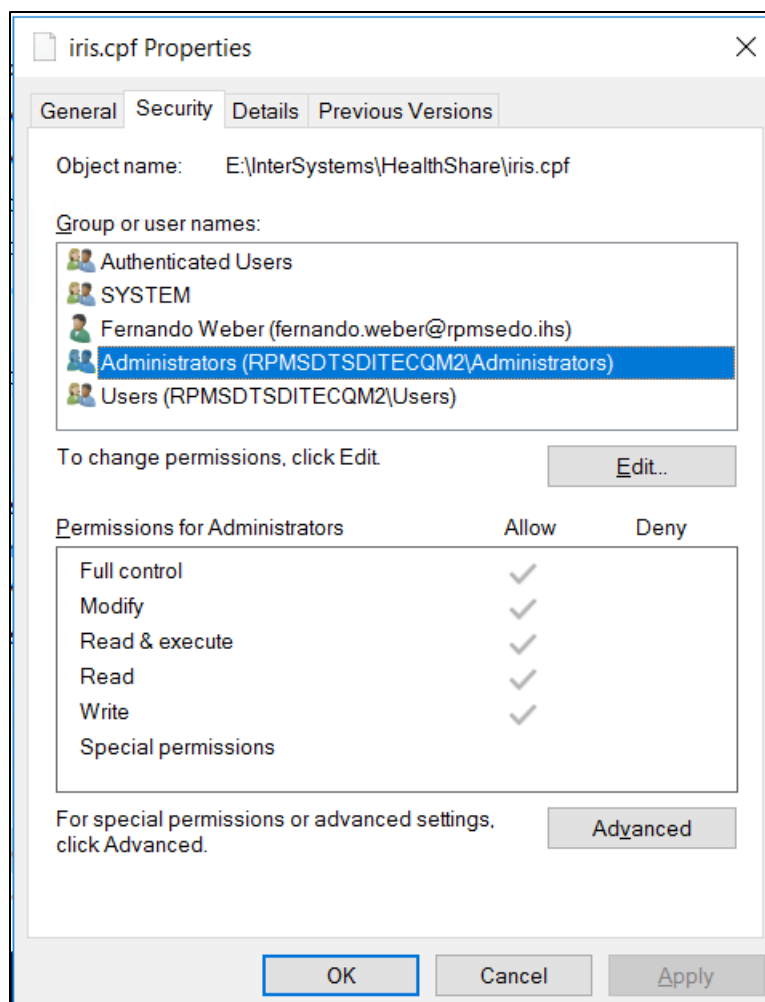 iris.cpf Properties
General Security Details Previous Versions
Object name: E:\InterSystems\HealthShare\iris.cpf
Group or user names:
Authenticated Users
SYSTEM
Fernando Weber (fernando.weber@rpmsedo.ihs)
Administrators (RPMSDTSDITECQM2\Administrators)
Users (RPMSDTSDITECQM2\Users)
To change permissions, click Edit.
Edit...
Permissions for Administrators Allow Deny
Full control
Modify
Read & execute
Read
Write
Special permissions
For special permissions or advanced settings,
click Advanced.
Advanced
OK Cancel Apply